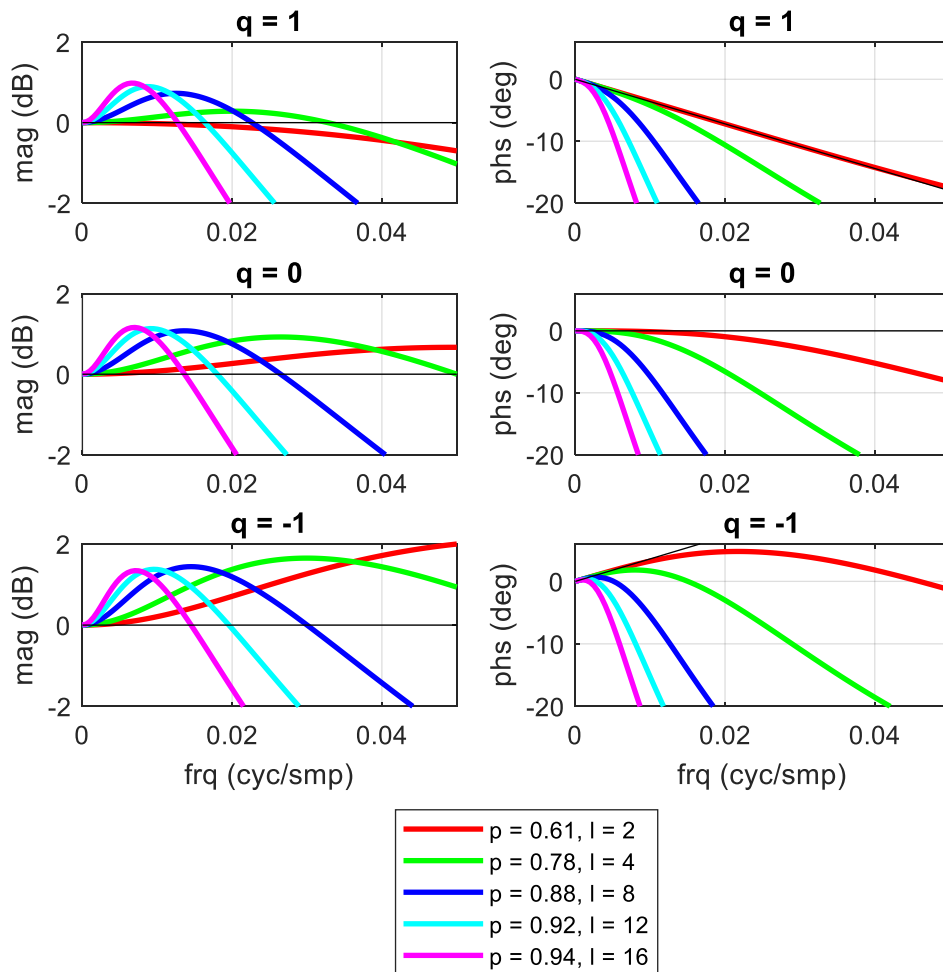 q = 1
q = 1
2
0
-2
mag (dB)
0
0.02
0.04
0
-10
-20
phs (deg)
0
0.02
0.04
q = 0
q = 0
2
0
-2
mag (dB)
0
0.02
0.04
0
-10
-20
phs (deg)
0
0.02
0.04
q = -1
q = -1
2
0
-2
mag (dB)
0
0.02
0.04
frq (cyc/smp)
0
-10
-20
phs (deg)
0
0.02
0.04
frq (cyc/smp)
p = 0.61, l = 2
p = 0.78, l = 4
p = 0.88, l = 8
p = 0.92, l = 12
p = 0.94, l = 16